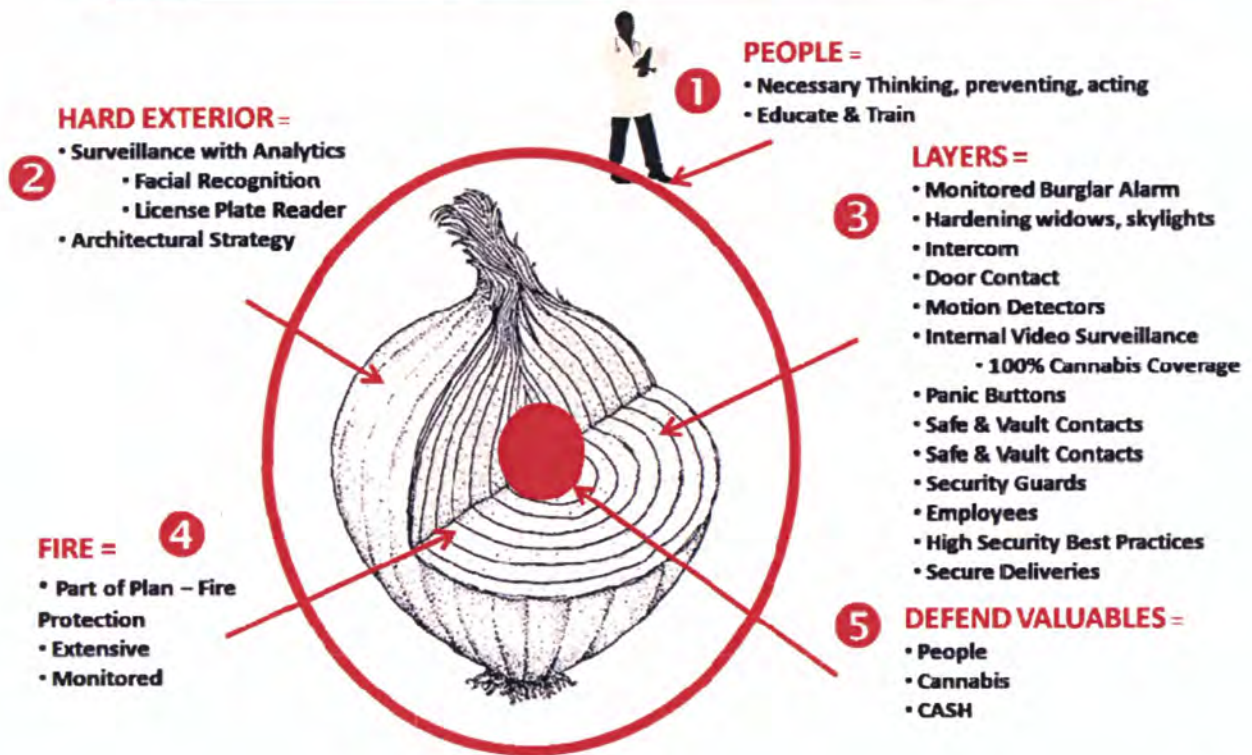 1
PEOPLE =
• Necessary Thinking, preventing, acting
• Educate & Train
2
HARD EXTERIOR =
• Surveillance with Analytics
• Facial Recognition
• License Plate Reader
• Architectural Strategy
3
LAYERS =
• Monitored Burglar Alarm
• Hardening widows, skylights
• Intercom
• Door Contact
• Motion Detectors
• Internal Video Surveillance
• 100% Cannabis Coverage
• Panic Buttons
• Safe & Vault Contacts
• Safe & Vault Contacts
• Security Guards
• Employees
• High Security Best Practices
• Secure Deliveries
4
FIRE =
* Part of Plan – Fire
Protection
• Extensive
• Monitored
5
DEFEND VALUABLES =
• People
• Cannabis
• CASH